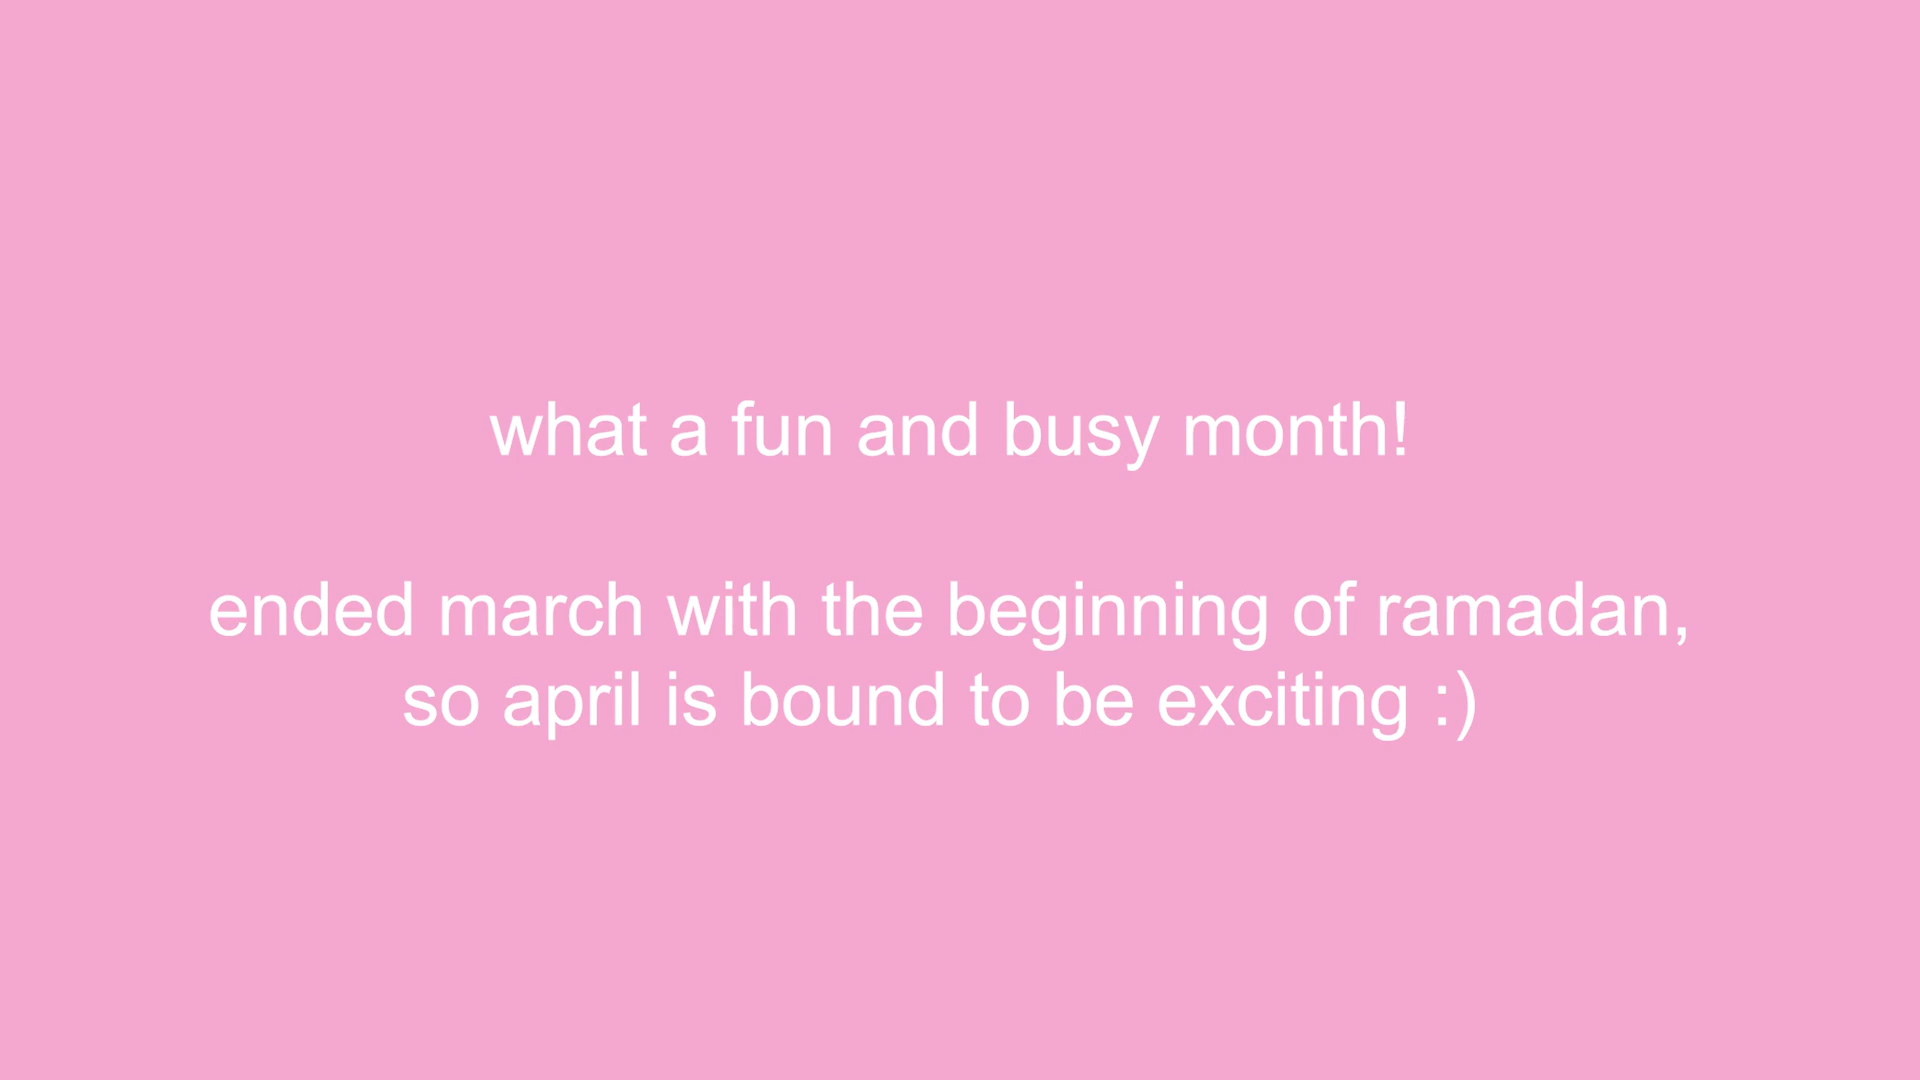 what a fun and busy month!
ended march with the beginning of ramadan,
so april is bound to be exciting :)